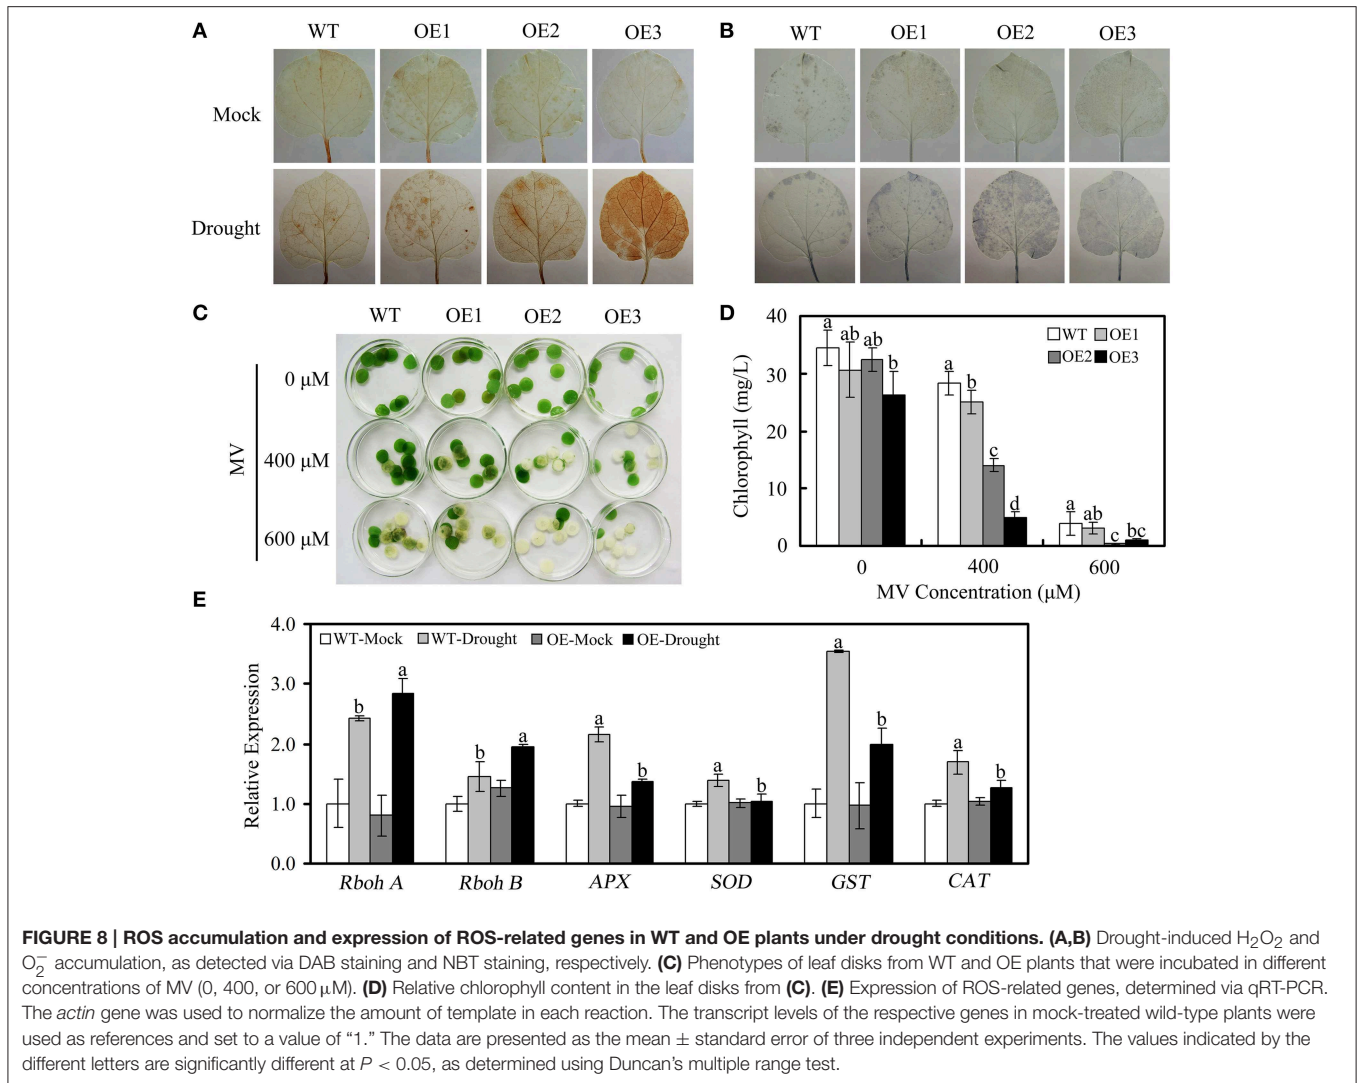 A
WT OE1 OE2 OE3
Mock
Drought
B
WT OE1 OE2 OE3
C
WT OE1 OE2 OE3
MV
0 µM
400 µM
600 µM
D
Chlorophyll (mg/L)
40
30
20
10
0
WT OE1
OE2 OE3
a ab ab b
a b c d
a ab c bc
0 400 600
MV Concentration (µM)
E
Relative Expression
4.0
3.0
2.0
1.0
0.0
WT-Mock WT-Drought OE-Mock OE-Drought
b a b a a b a b a b a b
Rboh A Rboh B APX SOD GST CAT
FIGURE 8 | ROS accumulation and expression of ROS-related genes in WT and OE plants under drought conditions. (A,B) Drought-induced H₂O₂ and
O₂⁻ accumulation, as detected via DAB staining and NBT staining, respectively. (C) Phenotypes of leaf disks from WT and OE plants that were incubated in different
concentrations of MV (0, 400, or 600 µM). (D) Relative chlorophyll content in the leaf disks from (C). (E) Expression of ROS-related genes, determined via qRT-PCR.
The actin gene was used to normalize the amount of template in each reaction. The transcript levels of the respective genes in mock-treated wild-type plants were
used as references and set to a value of “1.” The data are presented as the mean ± standard error of three independent experiments. The values indicated by the
different letters are significantly different at P < 0.05, as determined using Duncan’s multiple range test.